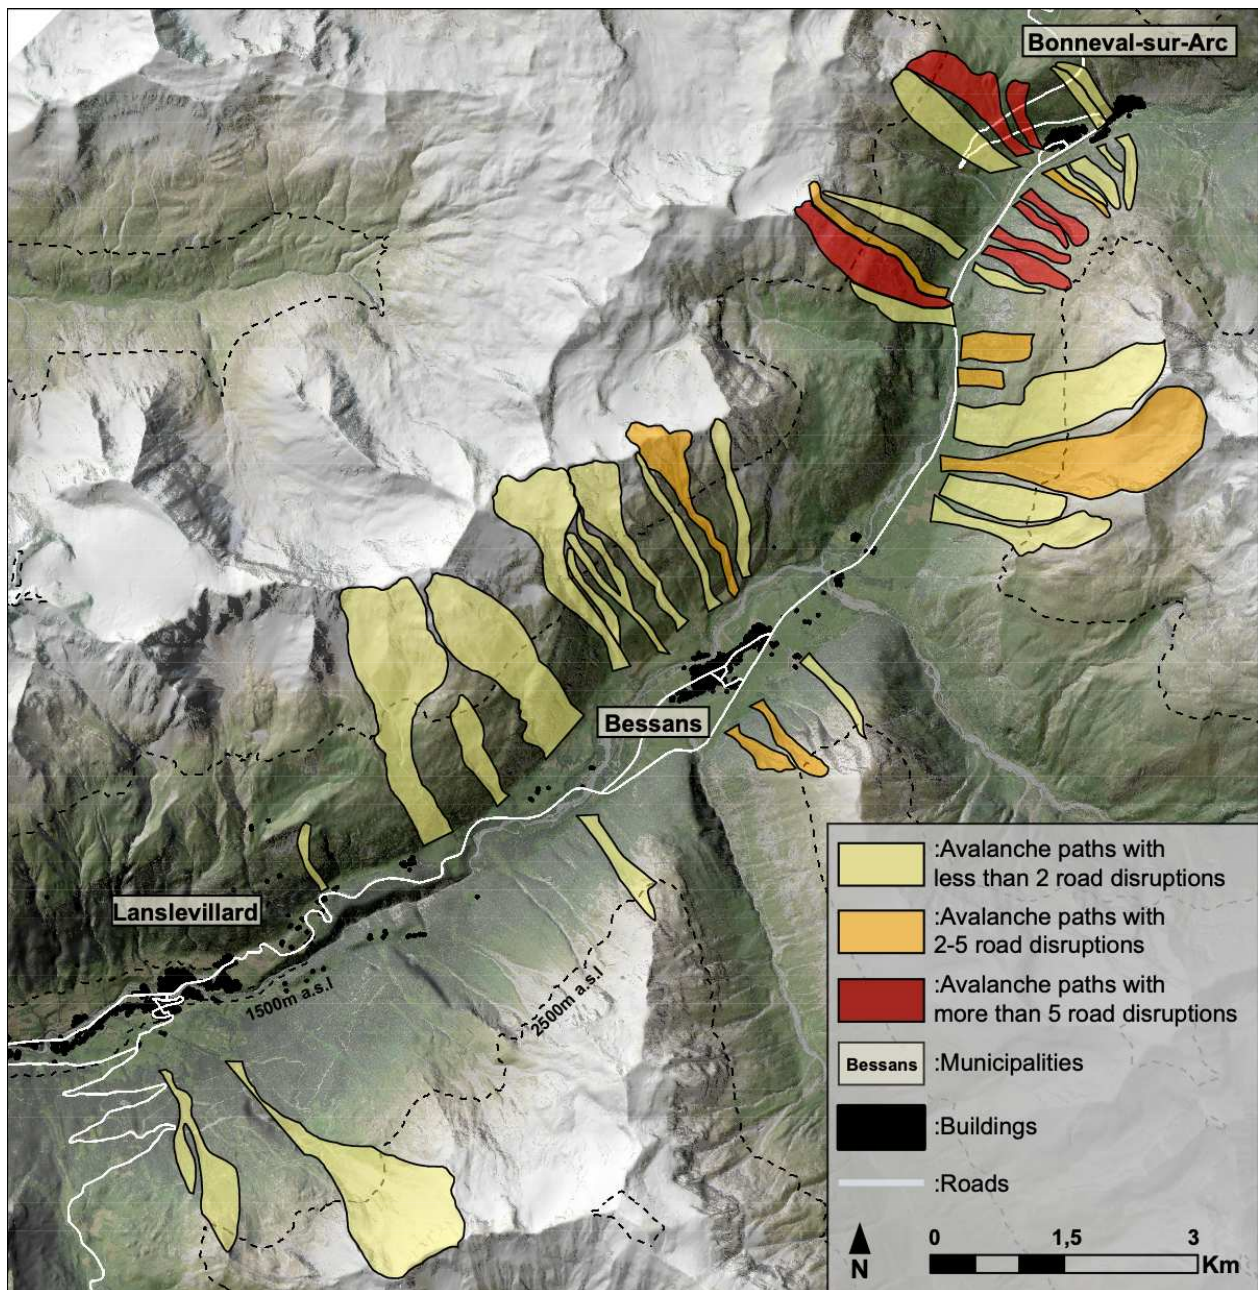 Bonneval-sur-Arc
Bessans
Lanslevillard
1500m a.s.l
2500m a.s.l
:Avalanche paths with
less than 2 road disruptions
:Avalanche paths with
2-5 road disruptions
:Avalanche paths with
more than 5 road disruptions
Bessans :Municipalities
:Buildings
:Roads
N
0 1,5 3
Km